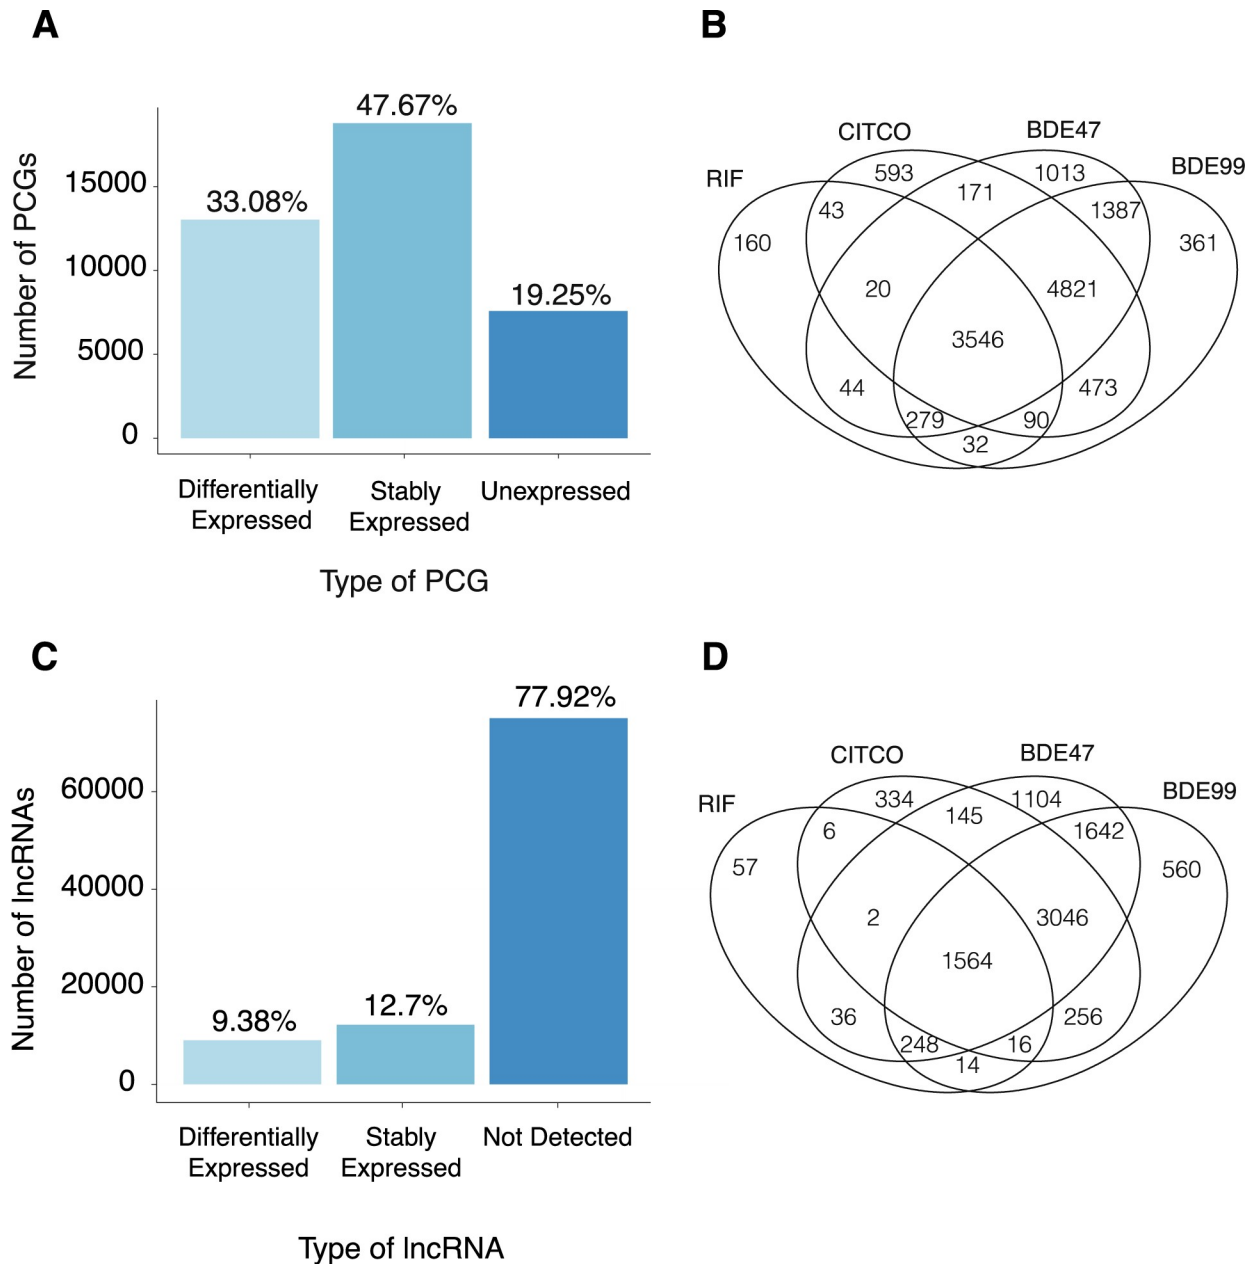 A
Number of PCGs
15000
10000
5000
0
33.08%
47.67%
19.25%
Differentially
Expressed
Stably
Expressed
Unexpressed
Type of PCG
B
RIF
CITCO
BDE47
BDE99
593
1013
171
43
1387
160
361
20
4821
3546
44
473
279
90
32
C
Number of lncRNAs
60000
40000
20000
0
9.38%
12.7%
77.92%
Differentially
Expressed
Stably
Expressed
Not Detected
Type of lncRNA
D
RIF
CITCO
BDE47
BDE99
334
1104
145
6
1642
57
560
2
3046
1564
36
256
248
16
14